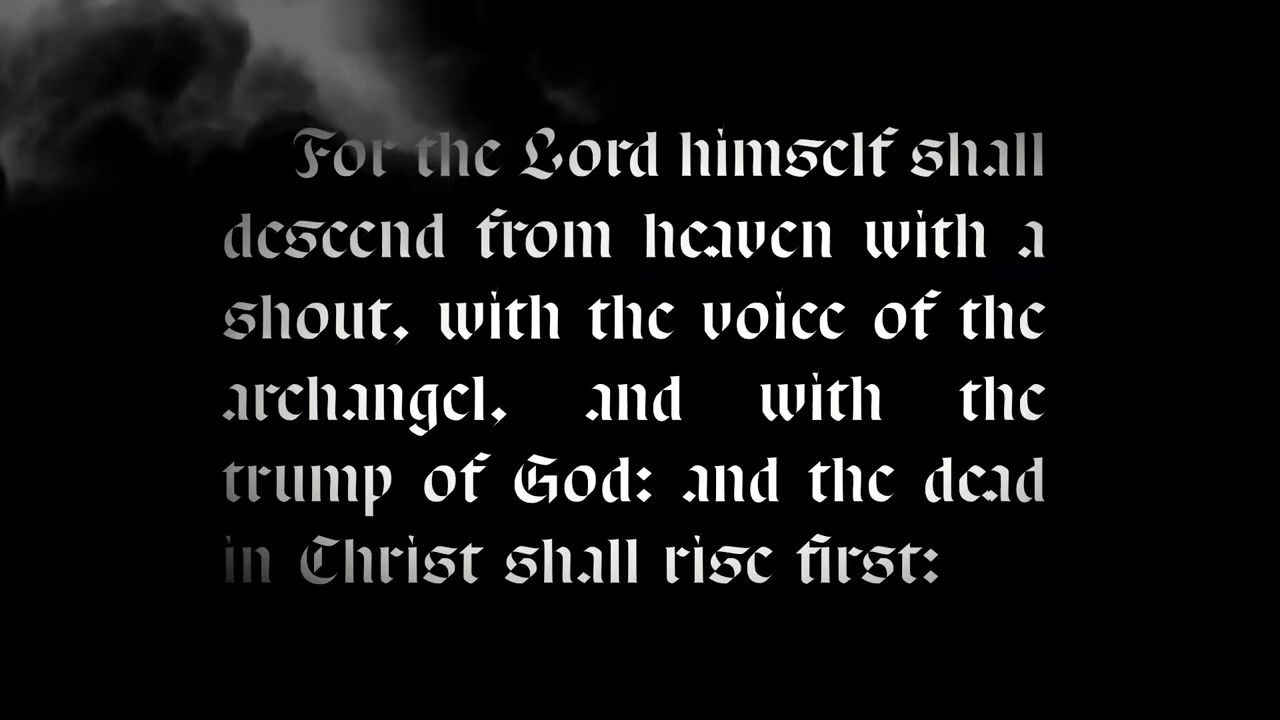 For the Lord himself shall
descend from heaven with a
shout, with the voice of the
archangel, and with the
trump of God: and the dead
in Christ shall rise first: